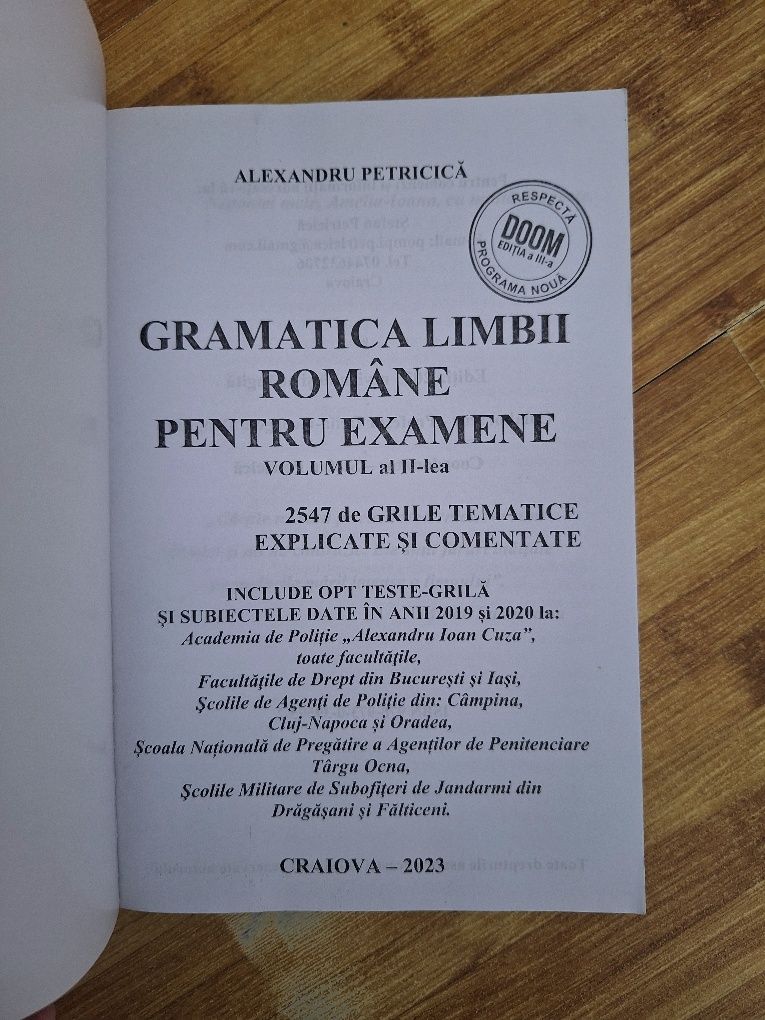 ALEXANDRU PETRICICĂ
RESPECTĂ
DOOM
EDIȚIA a III-a
PROGRAMA NOUĂ
GRAMATICA LIMBII
ROMÂNE
PENTRU EXAMENE
VOLUMUL al II-lea
2547 de GRILE TEMATICE
EXPLICATE ȘI COMENTATE
INCLUDE OPT TESTE-GRILĂ
ȘI SUBIECTELE DATE ÎN ANII 2019 și 2020 la:
Academia de Poliție „Alexandru Ioan Cuza”,
toate facultățile,
Facultățile de Drept din București și Iași,
Școlile de Agenți de Poliție din: Câmpina,
Cluj-Napoca și Oradea,
Școala Națională de Pregătire a Agenților de Penitenciare
Târgu Ocna,
Școlile Militare de Subofițeri de Jandarmi din
Drăgășani și Fălticeni.
CRAIOVA – 2023